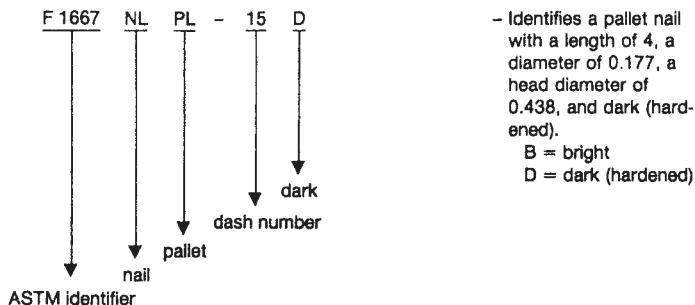 F 1667 NL PL – 15 D
dark
dash number
pallet
nail
ASTM identifier
– Identifies a pallet nail
with a length of 4, a
diameter of 0.177, a
head diameter of
0.438, and dark (hard-
ened).
B = bright
D = dark (hardened)